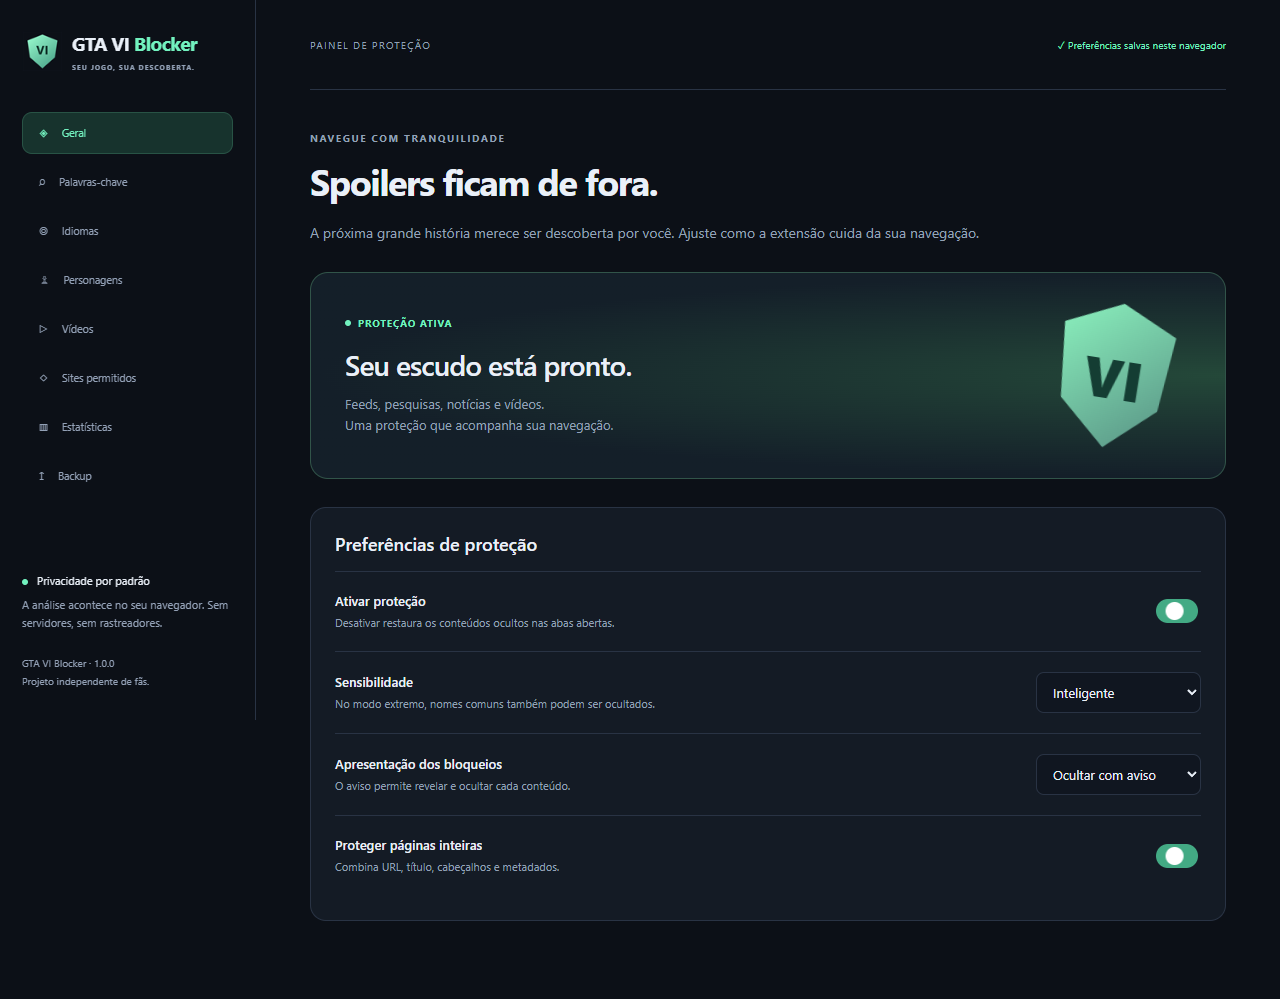 VI
GTA VI Blocker
SEU JOGO, SUA DESCOBERTA.
Geral
Palavras-chave
Idiomas
Personagens
Vídeos
Sites permitidos
Estatísticas
Backup
Privacidade por padrão
A análise acontece no seu navegador. Sem
servidores, sem rastreadores.
GTA VI Blocker · 1.0.0
Projeto independente de fãs.
PAINEL DE PROTEÇÃO
✓ Preferências salvas neste navegador
NAVEGUE COM TRANQUILIDADE
Spoilers ficam de fora.
A próxima grande história merece ser descoberta por você. Ajuste como a extensão cuida da sua navegação.
PROTEÇÃO ATIVA
Seu escudo está pronto.
Feeds, pesquisas, notícias e vídeos.
Uma proteção que acompanha sua navegação.
VI
Preferências de proteção
Ativar proteção
Desativar restaura os conteúdos ocultos nas abas abertas.
Sensibilidade
No modo extremo, nomes comuns também podem ser ocultados.
Inteligente
Apresentação dos bloqueios
O aviso permite revelar e ocultar cada conteúdo.
Ocultar com aviso
Proteger páginas inteiras
Combina URL, título, cabeçalhos e metadados.